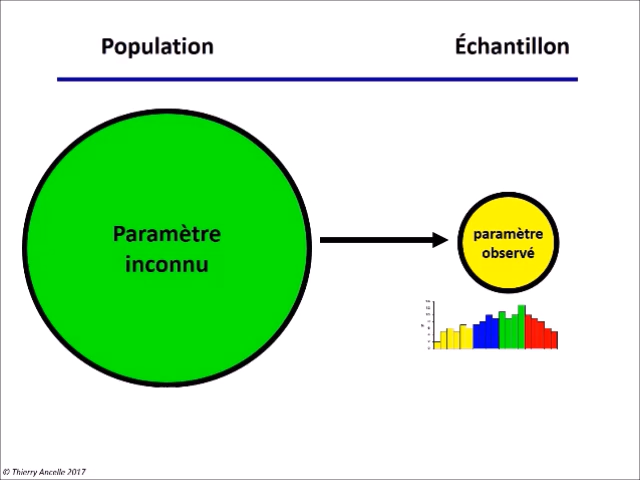 Population
Échantillon
Paramètre
inconnu
paramètre
observé
© Thierry Ancelle 2017